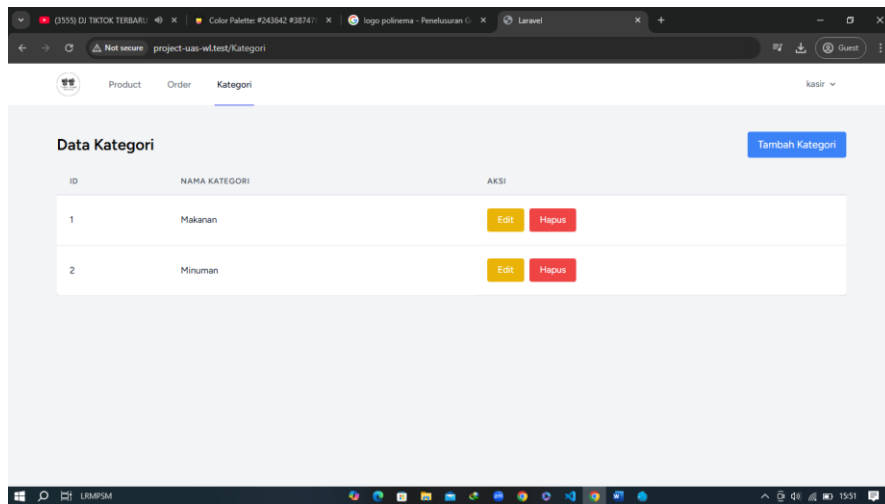 (3555) DJ TIKTOK TERBARU
Color Palette: #243642 #38747
logo polinema - Penelusuran G
Laravel
Not secure project-uas-wl.test/Kategori
Guest
Product Order Kategori
kasir
Data Kategori
Tambah Kategori
ID NAMA KATEGORI AKSI
1 Makanan Edit Hapus
2 Minuman Edit Hapus
LRMPSM
1551